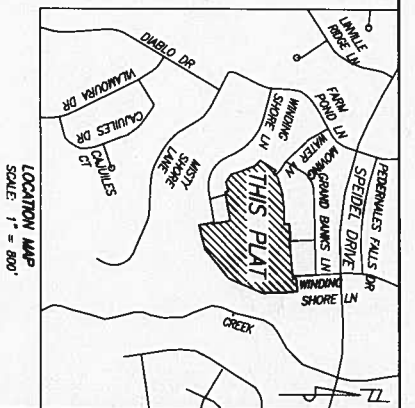 LINVILLE
RIDGE LN
DIABLO DR
VILAMOURA DR
CAJUILES DR
CAJUILES
CT
FARM
POND LN
WINDING
SHORE LN
MISTY
SHORE
LANE
MOVING
WATER LN
GRAND BANKS LN
SPEIDEL DRIVE
PEDERNALES FALLS DR
THIS PLAT
WINDING
SHORE LN
CREEK
LOCATION MAP
SCALE: 1" = 800'